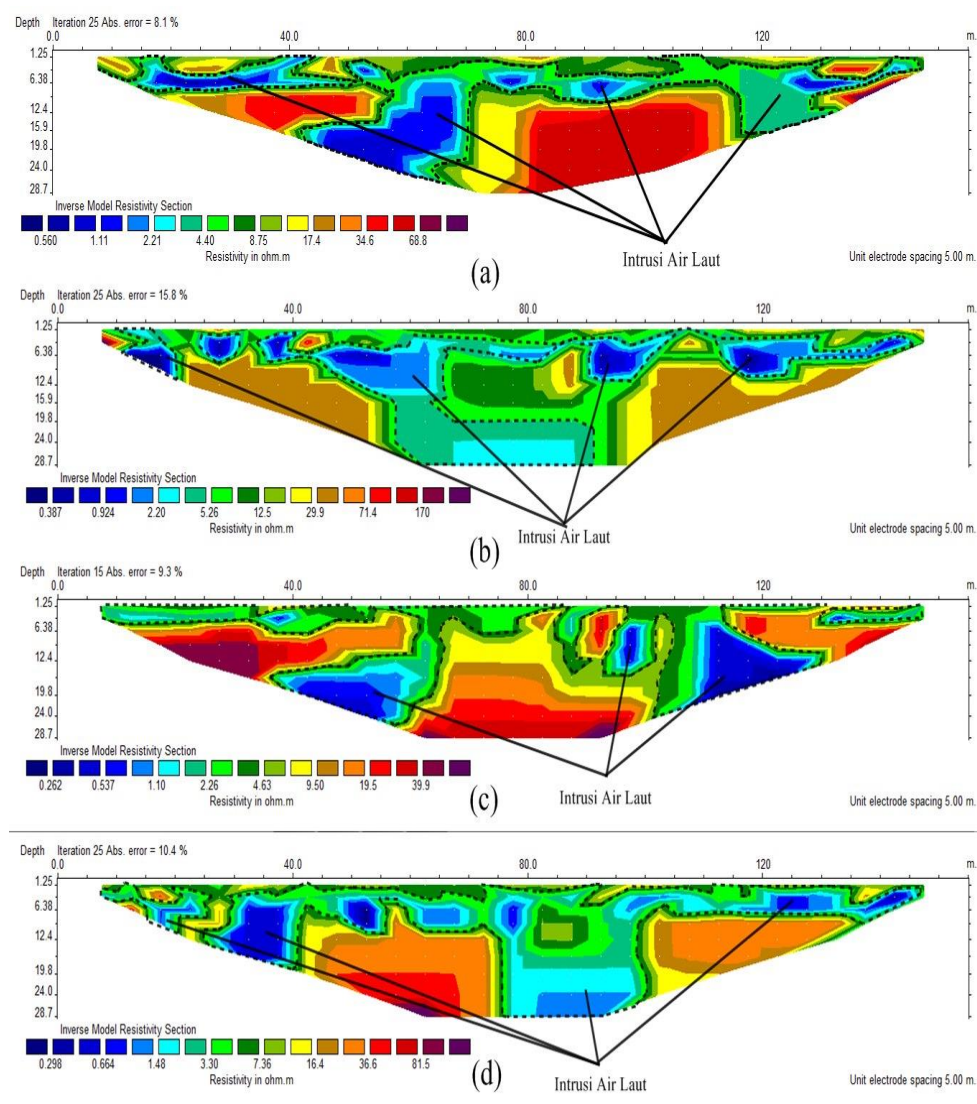 Depth Iteration 25 Abs. error = 8.1 %
0.0 40.0 80.0 120 m.
1.25
6.38
12.4
15.9
19.8
24.0
28.7
Inverse Model Resistivity Section
0.560 1.11 2.21 4.40 8.75 17.4 34.6 68.8
Resistivity in ohm.m
Intrusi Air Laut
Unit electrode spacing 5.00 m.
(a)
Depth Iteration 25 Abs. error = 15.8 %
0.0 40.0 80.0 120 m.
1.25
6.38
12.4
15.9
19.8
24.0
28.7
Inverse Model Resistivity Section
0.387 0.924 2.20 5.26 12.5 29.9 71.4 170
Resistivity in ohm.m
Intrusi Air Laut
Unit electrode spacing 5.00 m.
(b)
Depth Iteration 15 Abs. error = 9.3 %
0.0 40.0 80.0 120 m.
1.25
6.38
12.4
19.8
24.0
28.7
Inverse Model Resistivity Section
0.262 0.537 1.10 2.26 4.63 9.50 19.5 39.9
Resistivity in ohm.m
Intrusi Air Laut
Unit electrode spacing 5.00 m.
(c)
Depth Iteration 25 Abs. error = 10.4 %
0.0 40.0 80.0 120 m.
1.25
6.38
12.4
19.8
24.0
28.7
Inverse Model Resistivity Section
0.298 0.664 1.48 3.30 7.36 16.4 36.6 81.5
Resistivity in ohm.m
(d)
Intrusi Air Laut
Unit electrode spacing 5.00 m.